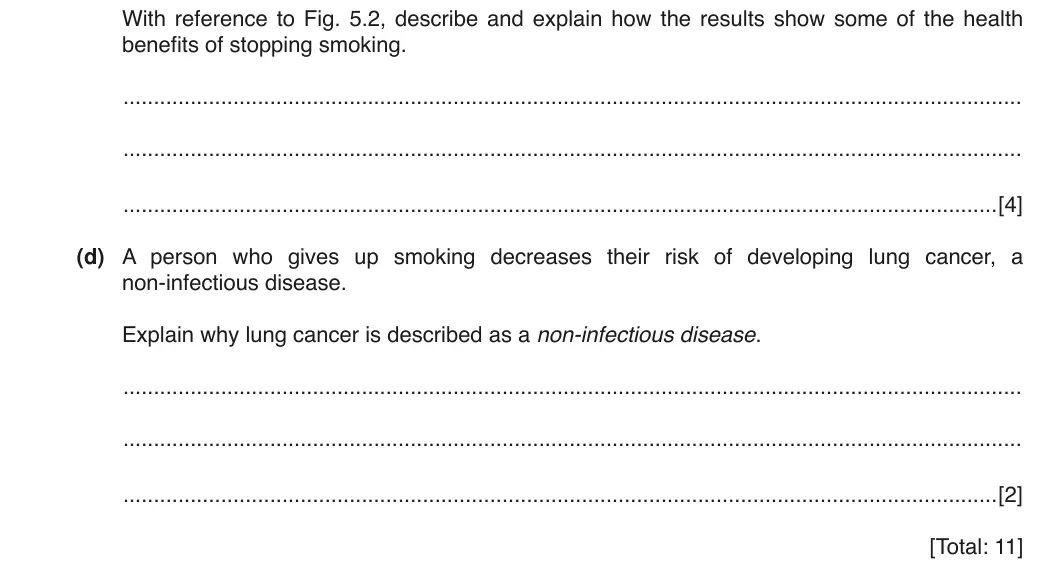 With reference to Fig. 5.2, describe and explain how the results show some of the health
benefits of stopping smoking.
..........................................................................................................................................................
..........................................................................................................................................................
.....................................................................................................................................................[4]
(d) A person who gives up smoking decreases their risk of developing lung cancer, a
non-infectious disease.
Explain why lung cancer is described as a non-infectious disease.
..........................................................................................................................................................
..........................................................................................................................................................
.....................................................................................................................................................[2]
[Total: 11]